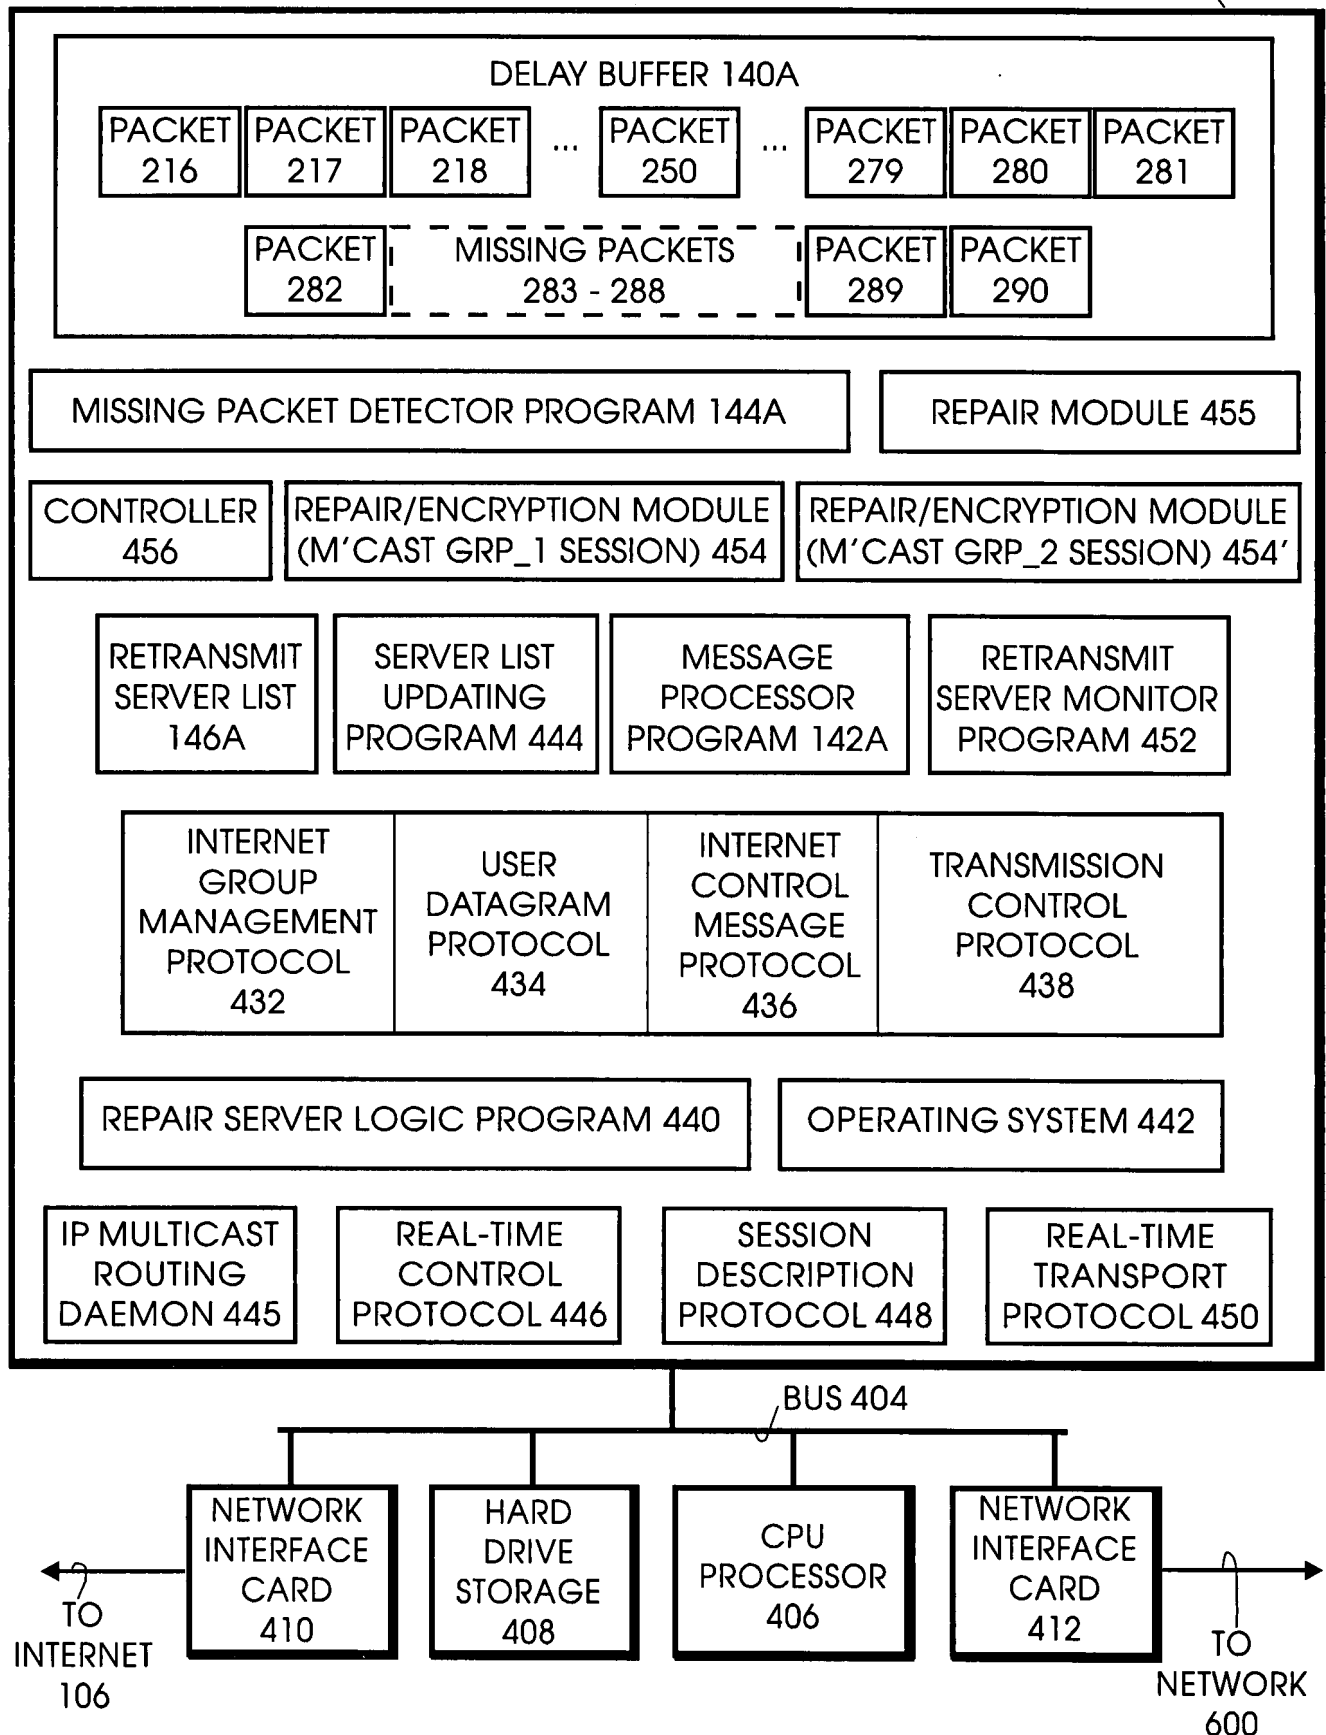 DELAY BUFFER 140A
PACKET 216
PACKET 217
PACKET 218
...
PACKET 250
...
PACKET 279
PACKET 280
PACKET 281
PACKET 282
MISSING PACKETS
283 - 288
PACKET 289
PACKET 290
MISSING PACKET DETECTOR PROGRAM 144A
REPAIR MODULE 455
CONTROLLER
456
REPAIR/ENCRYPTION MODULE
(M'CAST GRP_1 SESSION) 454
REPAIR/ENCRYPTION MODULE
(M'CAST GRP_2 SESSION) 454'
RETRANSMIT
SERVER LIST
146A
SERVER LIST
UPDATING
PROGRAM 444
MESSAGE
PROCESSOR
PROGRAM 142A
RETRANSMIT
SERVER MONITOR
PROGRAM 452
INTERNET
GROUP
MANAGEMENT
PROTOCOL
432
USER
DATAGRAM
PROTOCOL
434
INTERNET
CONTROL
MESSAGE
PROTOCOL
436
TRANSMISSION
CONTROL
PROTOCOL
438
REPAIR SERVER LOGIC PROGRAM 440
OPERATING SYSTEM 442
IP MULTICAST
ROUTING
DAEMON 445
REAL-TIME
CONTROL
PROTOCOL 446
SESSION
DESCRIPTION
PROTOCOL 448
REAL-TIME
TRANSPORT
PROTOCOL 450
BUS 404
NETWORK
INTERFACE
CARD
410
HARD
DRIVE
STORAGE
408
CPU
PROCESSOR
406
NETWORK
INTERFACE
CARD
412
TO
INTERNET
106
TO
NETWORK
600